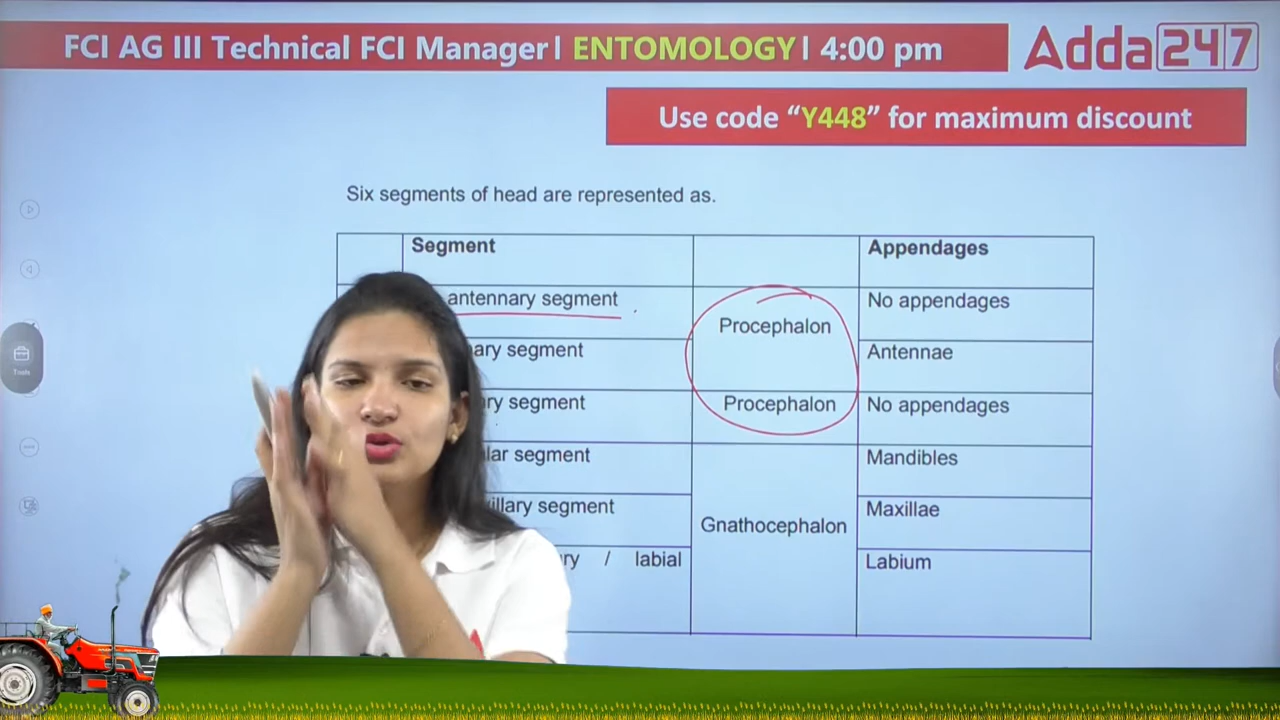 FCI AG III Technical FCI Manager| ENTOMOLOGY| 4:00 pm
Adda247
Use code “Y448” for maximum discount
Six segments of head are represented as.
Segment Appendages
antennary segment Procephalon No appendages
segment Antennae
segment Procephalon No appendages
segment Mandibles
segment Gnathocephalon Maxillae
/ labial Labium
Tools